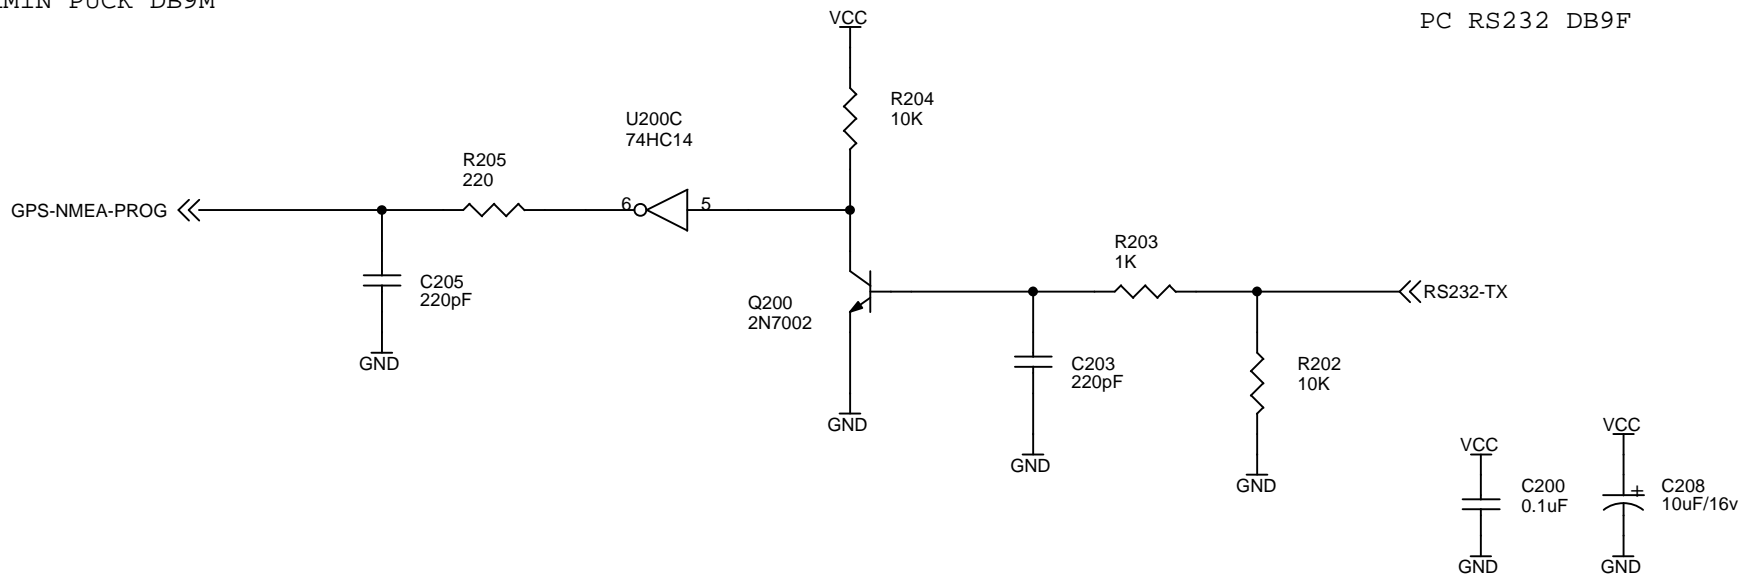 PUCK DB9M
VCC
PC RS232 DB9F
R204
10K
U200C
74HC14
R205
220
GPS-NMEA-PROG
6
5
R203
1K
C205
220pF
Q200
2N7002
RS232-TX
C203
220pF
R202
10K
GND
GND
GND
GND
VCC
VCC
C200
0.1uF
+
C208
10uF/16v
GND
GND